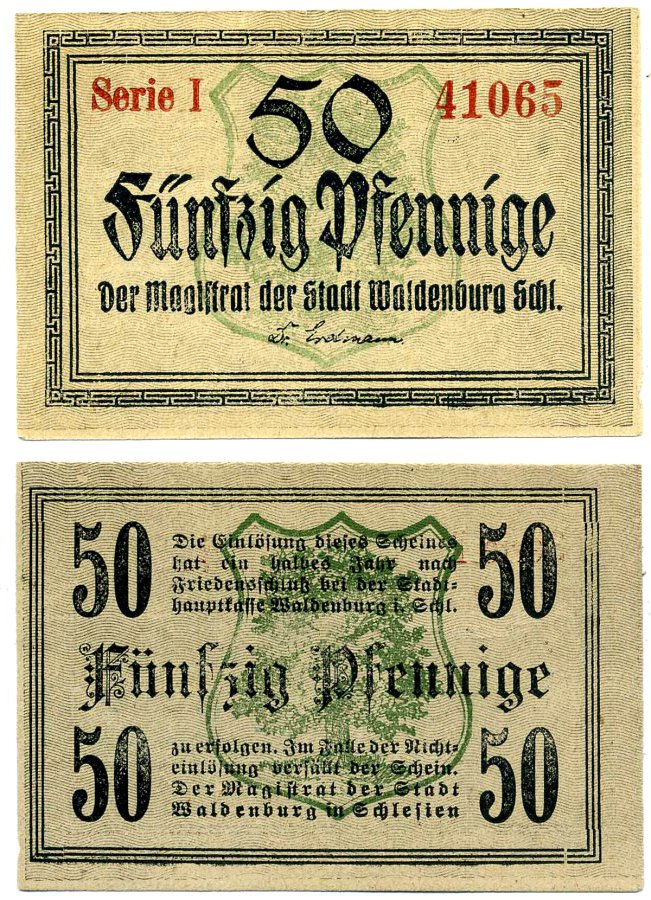 Serie I 50 41065
Fünfzig Pfennige
Der Magistrat der Stadt Waldenburg Schl.
Dr. Erdmann.
50 50
Die Einlösung dieses Scheines
hat ein halbes Jahr nach
Friedensschluß bei der Stadt-
hauptkasse Waldenburg i. Schl.
Fünfzig Pfennige
50 50
zu erfolgen. Im Falle der Nicht-
einlösung verfällt der Schein.
Der Magistrat der Stadt
Waldenburg in Schlesien